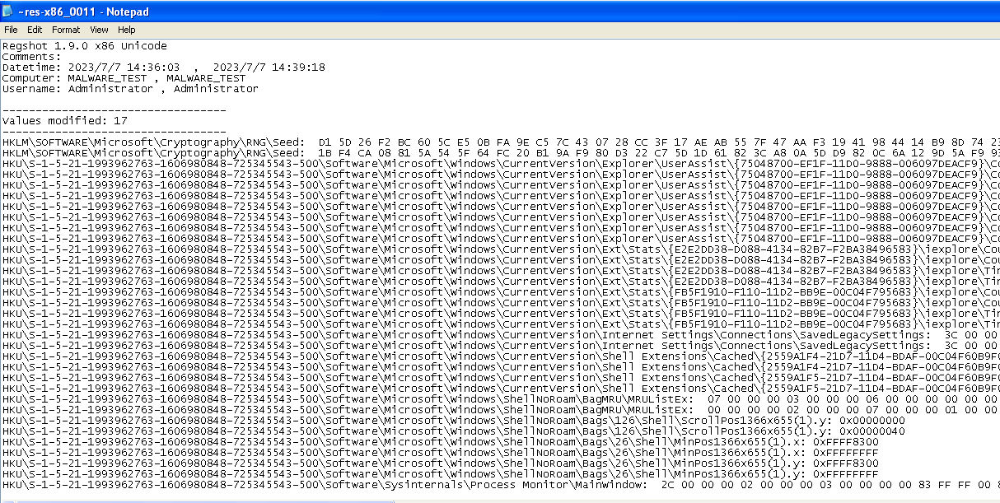 ~res-x86_0011 - Notepad
File Edit Format View Help
Regshot 1.9.0 x86 Unicode
Comments:
Datetime: 2023/7/7 14:36:03  ,  2023/7/7 14:39:18
Computer: MALWARE_TEST , MALWARE_TEST
Username: Administrator , Administrator
----------------------------------
Values modified: 17
----------------------------------
HKLM\SOFTWARE\Microsoft\Cryptography\RNG\Seed:  D1 5D 26 F2 BC 60 5C E5 0B FA 9E C5 7C 43 07 28 CC 3F 17 AE AB 55 7F 47 AA F3 19 41 98 44 14 B9 8D 74 23
HKLM\SOFTWARE\Microsoft\Cryptography\RNG\Seed:  1B F4 CA 08 81 5A 54 5F 64 FC 20 B1 9A F9 80 D3 22 C7 5D 1D 61 82 3C A8 0A 5D D9 82 0C 6A 12 9D 5A F9 93
HKU\S-1-5-21-1993962763-1606980848-725345543-500\Software\Microsoft\Windows\CurrentVersion\Explorer\UserAssist\{75048700-EF1F-11D0-9888-006097DEACF9}\Co
HKU\S-1-5-21-1993962763-1606980848-725345543-500\Software\Microsoft\Windows\CurrentVersion\Explorer\UserAssist\{75048700-EF1F-11D0-9888-006097DEACF9}\Co
HKU\S-1-5-21-1993962763-1606980848-725345543-500\Software\Microsoft\Windows\CurrentVersion\Explorer\UserAssist\{75048700-EF1F-11D0-9888-006097DEACF9}\Co
HKU\S-1-5-21-1993962763-1606980848-725345543-500\Software\Microsoft\Windows\CurrentVersion\Explorer\UserAssist\{75048700-EF1F-11D0-9888-006097DEACF9}\Co
HKU\S-1-5-21-1993962763-1606980848-725345543-500\Software\Microsoft\Windows\CurrentVersion\Explorer\UserAssist\{75048700-EF1F-11D0-9888-006097DEACF9}\Co
HKU\S-1-5-21-1993962763-1606980848-725345543-500\Software\Microsoft\Windows\CurrentVersion\Explorer\UserAssist\{75048700-EF1F-11D0-9888-006097DEACF9}\Co
HKU\S-1-5-21-1993962763-1606980848-725345543-500\Software\Microsoft\Windows\CurrentVersion\Explorer\UserAssist\{75048700-EF1F-11D0-9888-006097DEACF9}\Co
HKU\S-1-5-21-1993962763-1606980848-725345543-500\Software\Microsoft\Windows\CurrentVersion\Explorer\UserAssist\{75048700-EF1F-11D0-9888-006097DEACF9}\Co
HKU\S-1-5-21-1993962763-1606980848-725345543-500\Software\Microsoft\Windows\CurrentVersion\Ext\Stats\{E2E2DD38-D088-4134-82B7-F2BA38496583}\iexplore\Cou
HKU\S-1-5-21-1993962763-1606980848-725345543-500\Software\Microsoft\Windows\CurrentVersion\Ext\Stats\{E2E2DD38-D088-4134-82B7-F2BA38496583}\iexplore\Cou
HKU\S-1-5-21-1993962763-1606980848-725345543-500\Software\Microsoft\Windows\CurrentVersion\Ext\Stats\{E2E2DD38-D088-4134-82B7-F2BA38496583}\iexplore\Tim
HKU\S-1-5-21-1993962763-1606980848-725345543-500\Software\Microsoft\Windows\CurrentVersion\Ext\Stats\{E2E2DD38-D088-4134-82B7-F2BA38496583}\iexplore\Tim
HKU\S-1-5-21-1993962763-1606980848-725345543-500\Software\Microsoft\Windows\CurrentVersion\Ext\Stats\{FB5F1910-F110-11D2-BB9E-00C04F795683}\iexplore\Cou
HKU\S-1-5-21-1993962763-1606980848-725345543-500\Software\Microsoft\Windows\CurrentVersion\Ext\Stats\{FB5F1910-F110-11D2-BB9E-00C04F795683}\iexplore\Cou
HKU\S-1-5-21-1993962763-1606980848-725345543-500\Software\Microsoft\Windows\CurrentVersion\Ext\Stats\{FB5F1910-F110-11D2-BB9E-00C04F795683}\iexplore\Tim
HKU\S-1-5-21-1993962763-1606980848-725345543-500\Software\Microsoft\Windows\CurrentVersion\Ext\Stats\{FB5F1910-F110-11D2-BB9E-00C04F795683}\iexplore\Tim
HKU\S-1-5-21-1993962763-1606980848-725345543-500\Software\Microsoft\Windows\CurrentVersion\Internet Settings\Connections\SavedLegacySettings:  3C 00 00
HKU\S-1-5-21-1993962763-1606980848-725345543-500\Software\Microsoft\Windows\CurrentVersion\Internet Settings\Connections\SavedLegacySettings:  3C 00 00
HKU\S-1-5-21-1993962763-1606980848-725345543-500\Software\Microsoft\Windows\CurrentVersion\Shell Extensions\Cached\{2559A1F4-21D7-11D4-BDAF-00C04F60B9F0
HKU\S-1-5-21-1993962763-1606980848-725345543-500\Software\Microsoft\Windows\CurrentVersion\Shell Extensions\Cached\{2559A1F4-21D7-11D4-BDAF-00C04F60B9F0
HKU\S-1-5-21-1993962763-1606980848-725345543-500\Software\Microsoft\Windows\CurrentVersion\Shell Extensions\Cached\{2559A1F5-21D7-11D4-BDAF-00C04F60B9F0
HKU\S-1-5-21-1993962763-1606980848-725345543-500\Software\Microsoft\Windows\CurrentVersion\Shell Extensions\Cached\{2559A1F5-21D7-11D4-BDAF-00C04F60B9F0
HKU\S-1-5-21-1993962763-1606980848-725345543-500\Software\Microsoft\Windows\ShellNoRoam\BagMRU\MRUListEx:  07 00 00 00 03 00 00 00 06 00 00 00 00 00 00
HKU\S-1-5-21-1993962763-1606980848-725345543-500\Software\Microsoft\Windows\ShellNoRoam\BagMRU\MRUListEx:  00 00 00 00 02 00 00 00 07 00 00 00 01 00 00
HKU\S-1-5-21-1993962763-1606980848-725345543-500\Software\Microsoft\Windows\ShellNoRoam\Bags\126\Shell\ScrollPos1366x655(1).y: 0x00000000
HKU\S-1-5-21-1993962763-1606980848-725345543-500\Software\Microsoft\Windows\ShellNoRoam\Bags\126\Shell\ScrollPos1366x655(1).y: 0x00000040
HKU\S-1-5-21-1993962763-1606980848-725345543-500\Software\Microsoft\Windows\ShellNoRoam\Bags\26\Shell\MinPos1366x655(1).x: 0xFFFF8300
HKU\S-1-5-21-1993962763-1606980848-725345543-500\Software\Microsoft\Windows\ShellNoRoam\Bags\26\Shell\MinPos1366x655(1).x: 0xFFFFFFFF
HKU\S-1-5-21-1993962763-1606980848-725345543-500\Software\Microsoft\Windows\ShellNoRoam\Bags\26\Shell\MinPos1366x655(1).y: 0xFFFF8300
HKU\S-1-5-21-1993962763-1606980848-725345543-500\Software\Microsoft\Windows\ShellNoRoam\Bags\26\Shell\MinPos1366x655(1).y: 0xFFFFFFFF
HKU\S-1-5-21-1993962763-1606980848-725345543-500\Software\Sysinternals\Process Monitor\MainWindow:  2C 00 00 00 02 00 00 00 03 00 00 00 00 83 FF FF 00 8